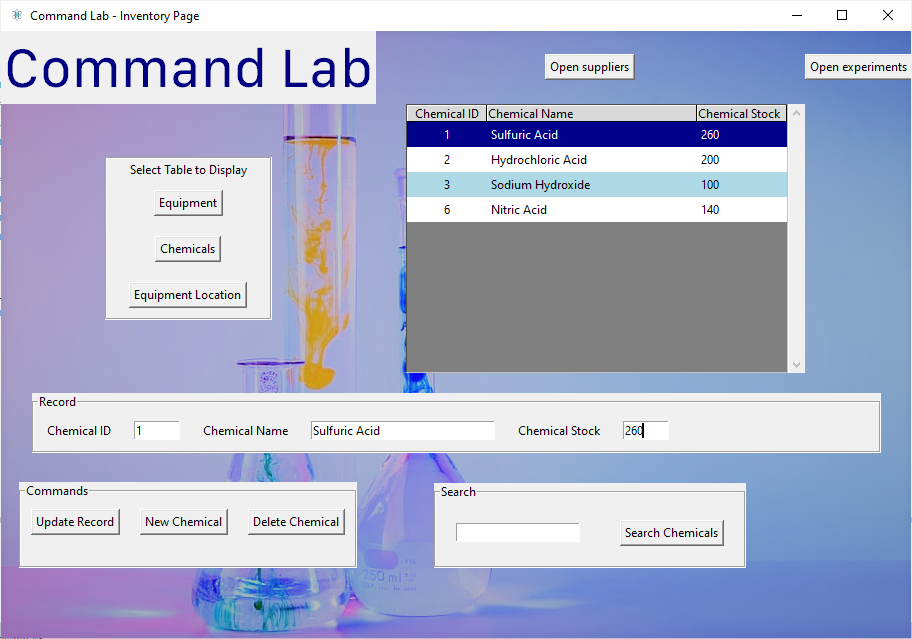 Command Lab - Inventory Page
Command Lab
Open suppliers
Open experiments
Chemical ID Chemical Name Chemical Stock
1 Sulfuric Acid 260
2 Hydrochloric Acid 200
3 Sodium Hydroxide 100
6 Nitric Acid 140
Select Table to Display
Equipment
Chemicals
Equipment Location
Record
Chemical ID 1 Chemical Name Sulfuric Acid Chemical Stock 260
Commands
Update Record New Chemical Delete Chemical
Search
Search Chemicals
250 ml